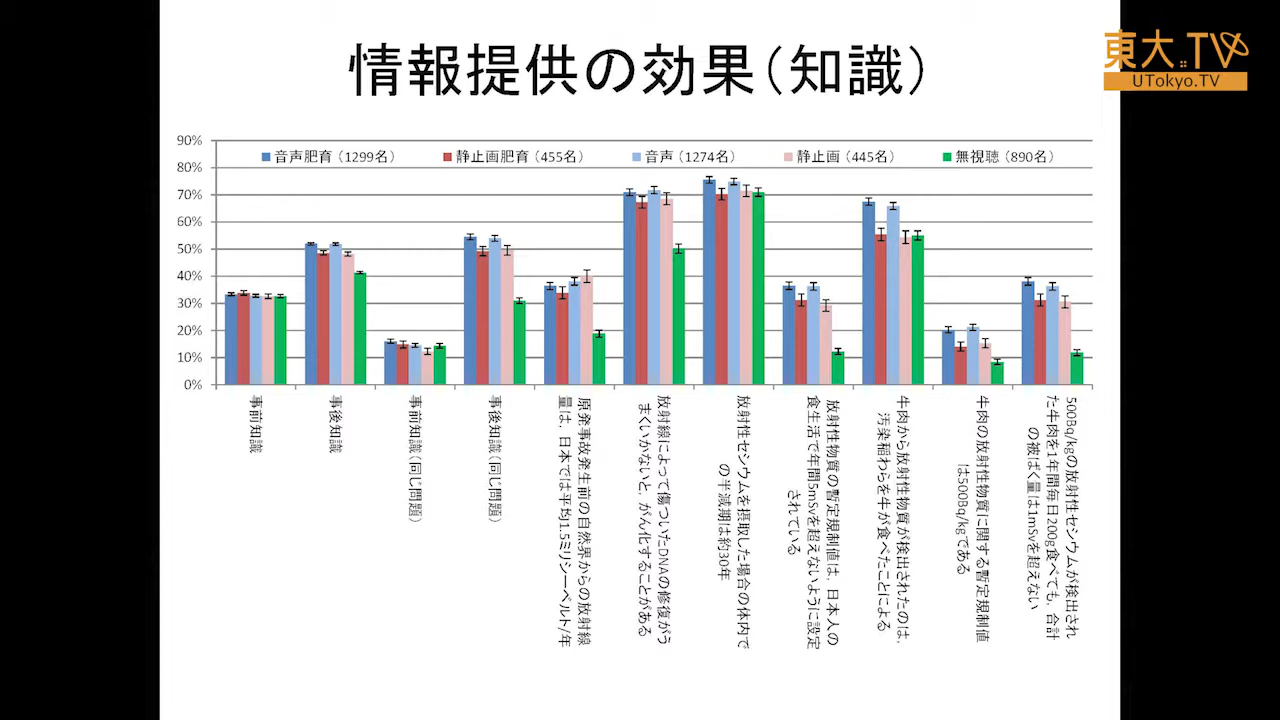 情報提供の効果(知識)
東大.TV
UTokyo.TV
90%
80%
70%
60%
50%
40%
30%
20%
10%
0%
音声肥育(1299名)
静止画肥育(455名)
音声(1274名)
静止画(445名)
無視聴(890名)
事前知識
事後知識
事前知識(同じ問題)
事後知識(同じ問題)
原発事故発生前の自然界からの放射線
量は、日本では平均1.5ミリシーベルト/年
放射線によって傷ついたDNAの修復がう
まくいかないと、がん化することがある
放射性セシウムを摂取した場合の体内で
の半減期は約30年
放射性物質の暫定規制値は、日本人の
食生活で年間5mSvを超えないように設定
されている
牛肉から放射性物質が検出されたのは、
汚染稲わらを牛が食べたことによる
牛肉の放射性物質に関する暫定規制値
は500Bq/kgである
500Bq/kgの放射性セシウムが検出され
た牛肉を1年間毎日200g食べても、合計
の被ばく量は1mSvを超えない